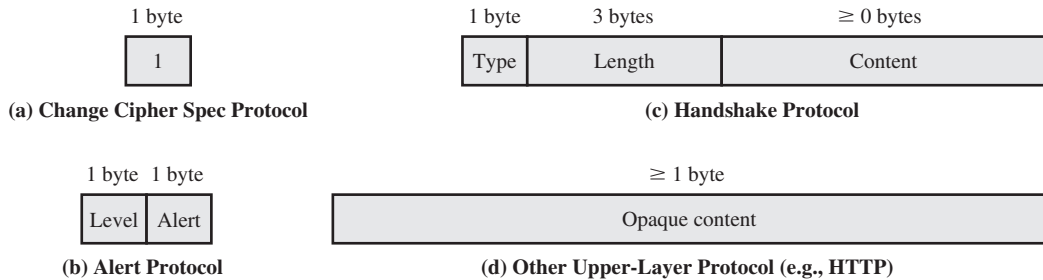 1 byte
1
(a) Change Cipher Spec Protocol
1 byte 3 bytes ≥ 0 bytes
Type Length Content
(c) Handshake Protocol
1 byte 1 byte
Level Alert
(b) Alert Protocol
≥ 1 byte
Opaque content
(d) Other Upper-Layer Protocol (e.g., HTTP)